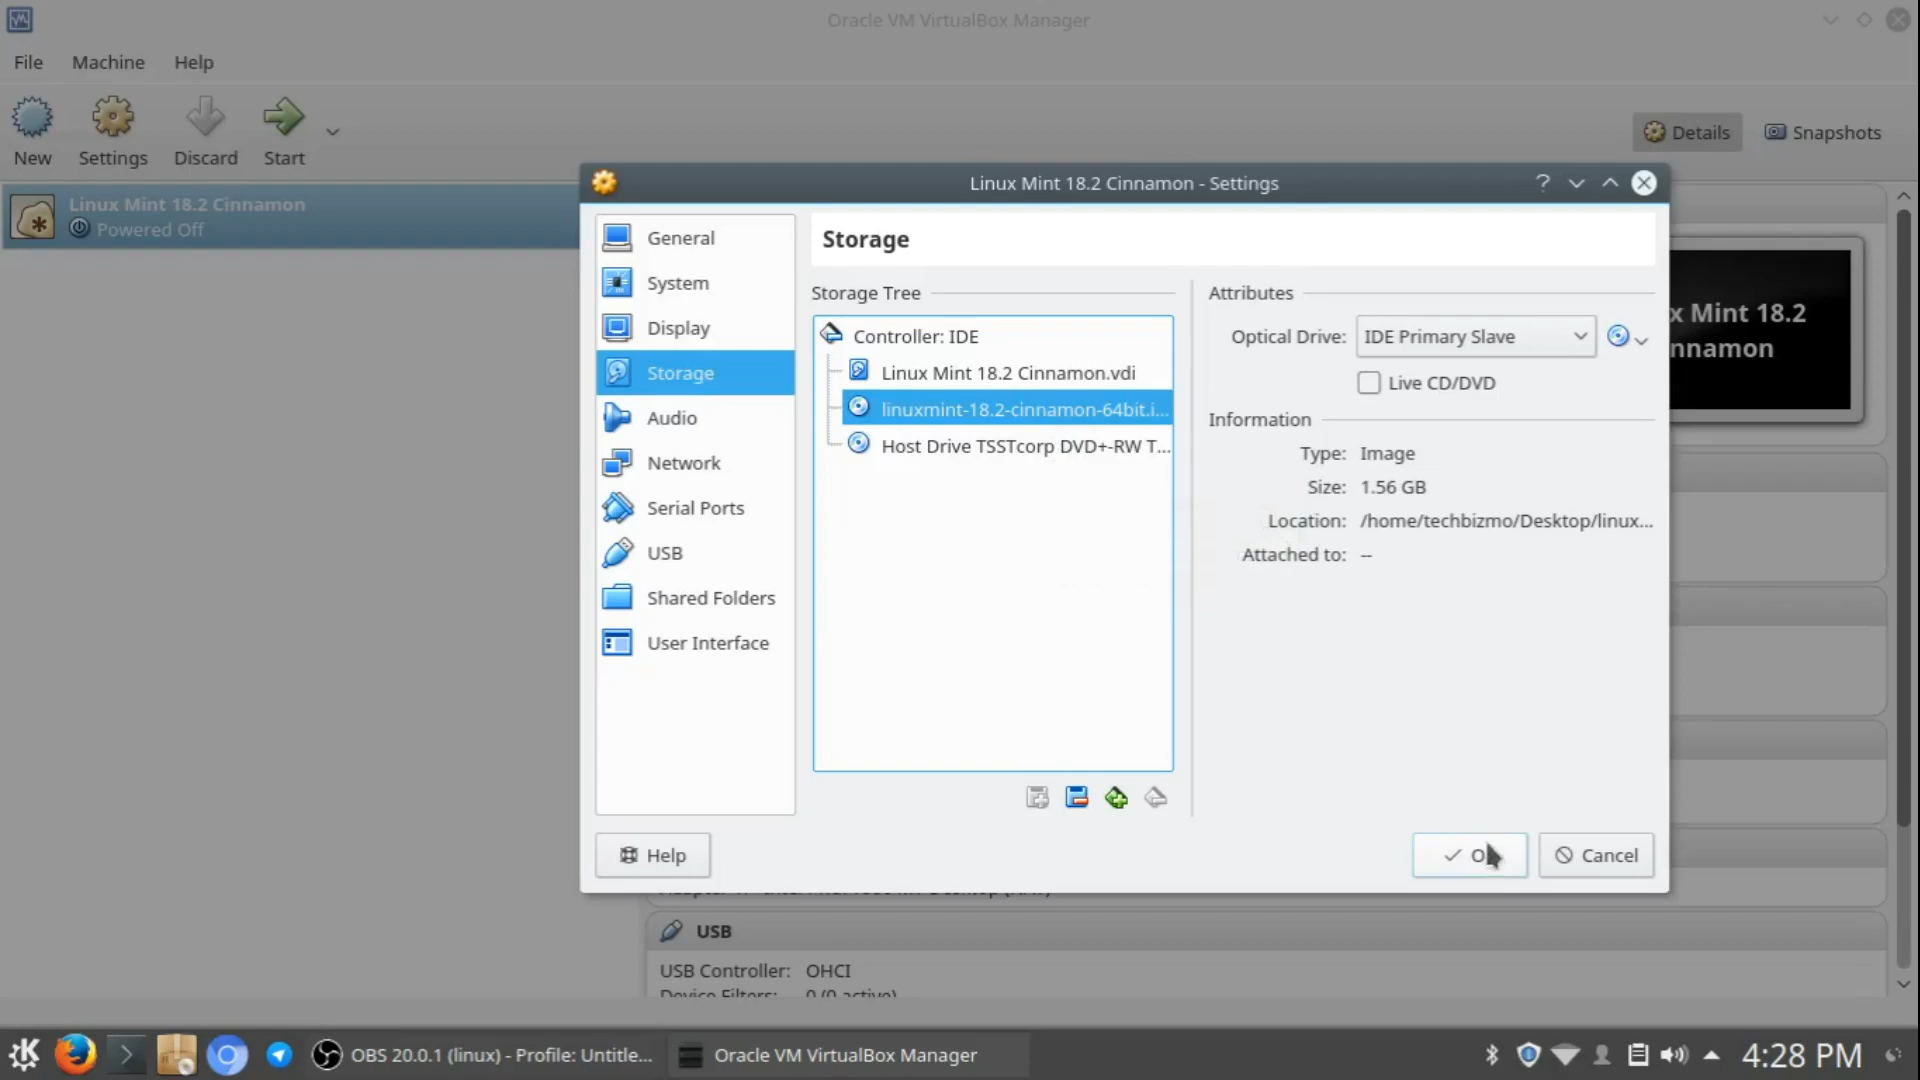 Oracle VM VirtualBox Manager
File Machine Help
New Settings Discard Start
Details Snapshots
Linux Mint 18.2 Cinnamon
Powered Off
Linux Mint 18.2 Cinnamon - Settings
General
System
Display
Storage
Audio
Network
Serial Ports
USB
Shared Folders
User Interface
Storage
Storage Tree
Controller: IDE
Linux Mint 18.2 Cinnamon.vdi
linuxmint-18.2-cinnamon-64bit.i...
Host Drive TSSTcorp DVD+-RW T...
Attributes
Optical Drive: IDE Primary Slave
Live CD/DVD
Information
Type: Image
Size: 1.56 GB
Location: /home/techbizmo/Desktop/linux...
Attached to: --
x Mint 18.2
nnamon
Help
Cancel
USB
USB Controller: OHCI
Device Filters: 0 (0 active)
OBS 20.0.1 (linux) - Profile: Untitle...
Oracle VM VirtualBox Manager
4:28 PM